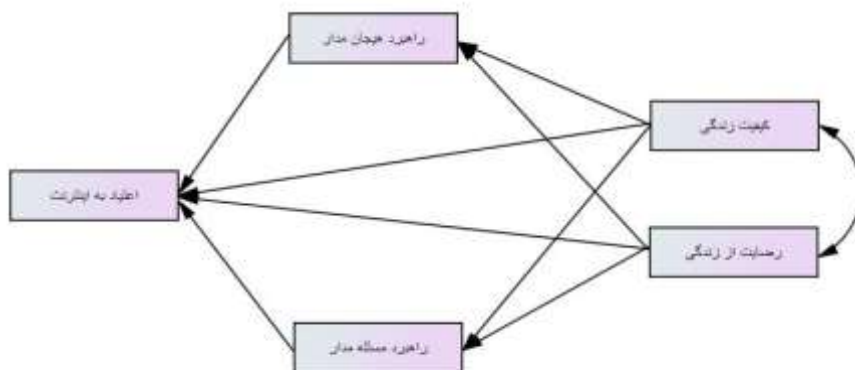 راهبرد هیجان مدار
کیفیت زندگی
اعتیاد به اینترنت
رضایت از زندگی
راهبرد مسئله مدار